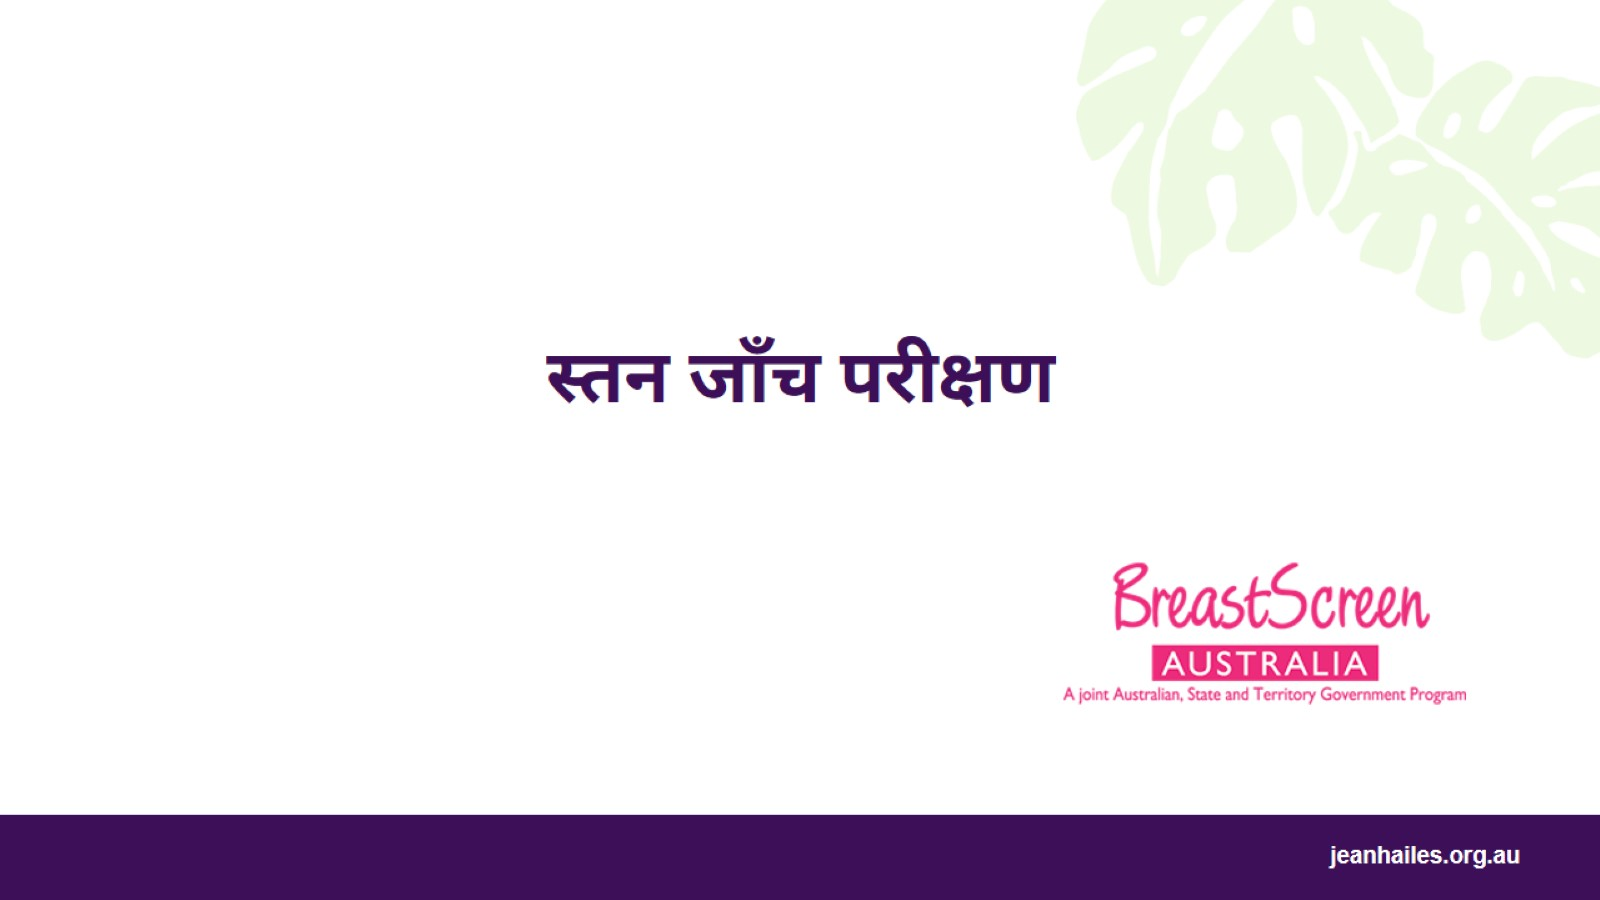 स्तन जाँच परीक्षण
BreastScreen
AUSTRALIA
A joint Australian, State and Territory Government Program
jeanhailes.org.au